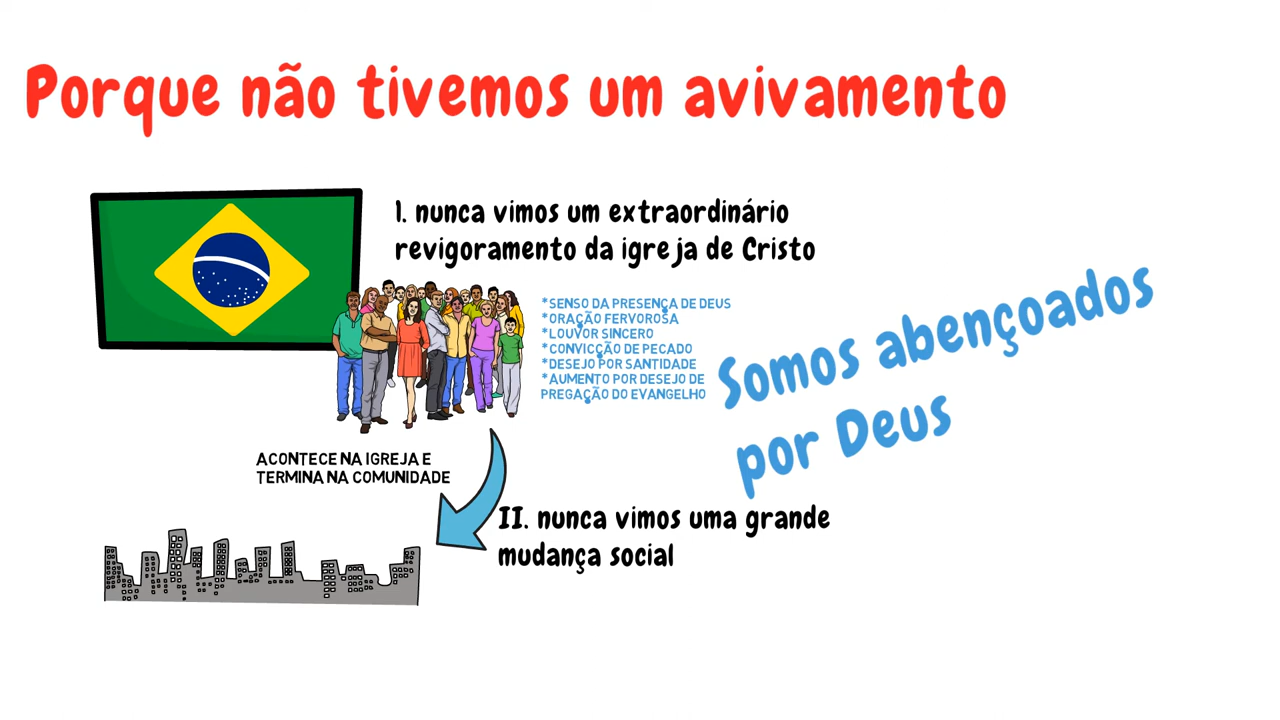 Porque não tivemos um avivamento
I. nunca vimos um extraordinário
revigoramento da igreja de Cristo
*SENSO DA PRESENÇA DE DEUS
*ORAÇÃO FERVOROSA
*LOUVOR SINCERO
*CONVICÇÃO DE PECADO
*DESEJO POR SANTIDADE
*AUMENTO POR DESEJO DE
PREGAÇÃO DO EVANGELHO
Somos abençoados
por Deus
ACONTECE NA IGREJA E
TERMINA NA COMUNIDADE
II. nunca vimos uma grande
mudança social